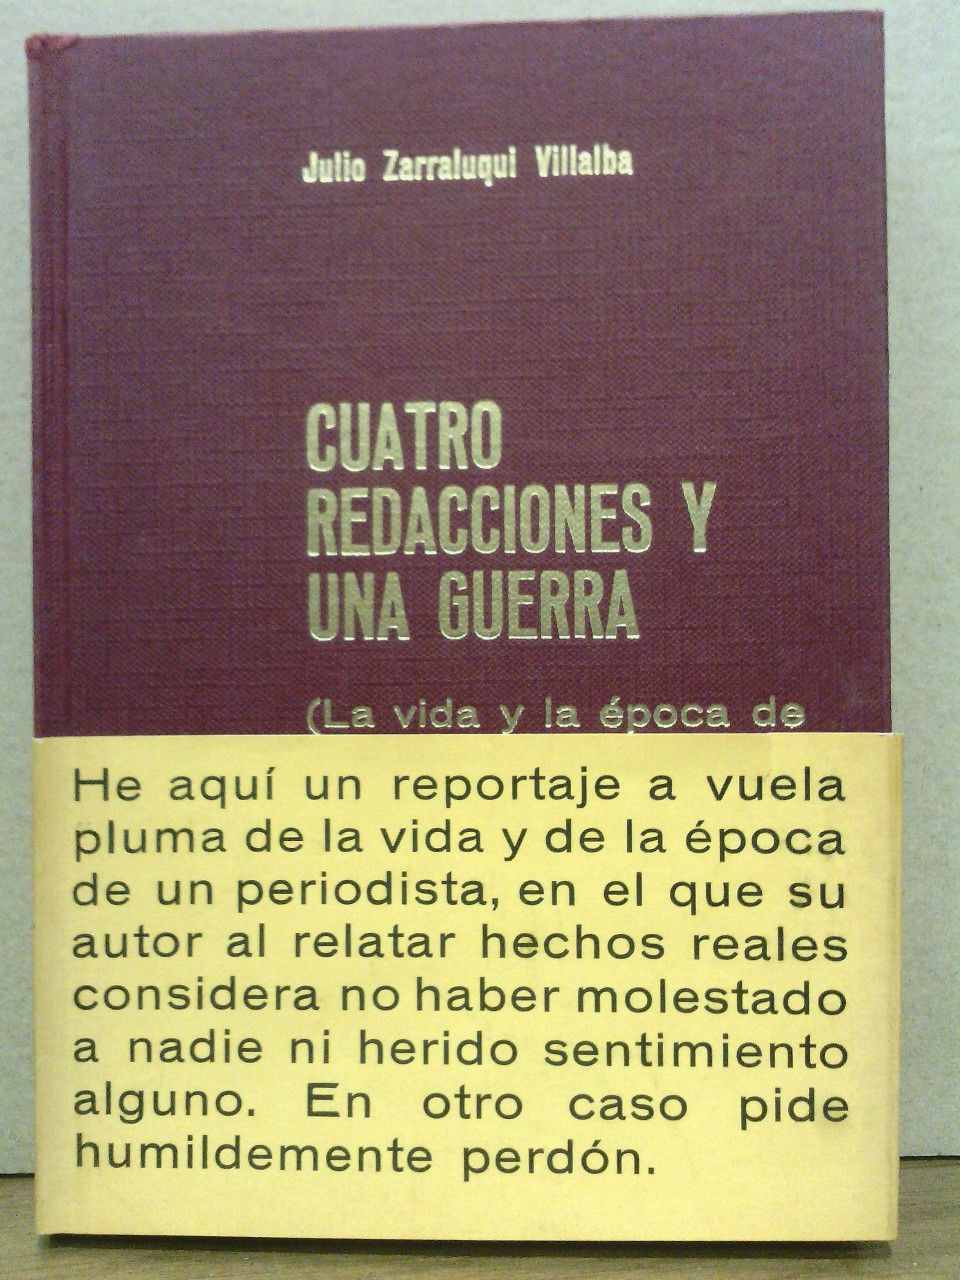 Julio Zarraluqui Villalba
CUATRO
REDACCIONES Y
UNA GUERRA
(La vida y la época de
He aquí un reportaje a vuela
pluma de la vida y de la época
de un periodista, en el que su
autor al relatar hechos reales
considera no haber molestado
a nadie ni herido sentimiento
alguno. En otro caso pide
humildemente perdón.